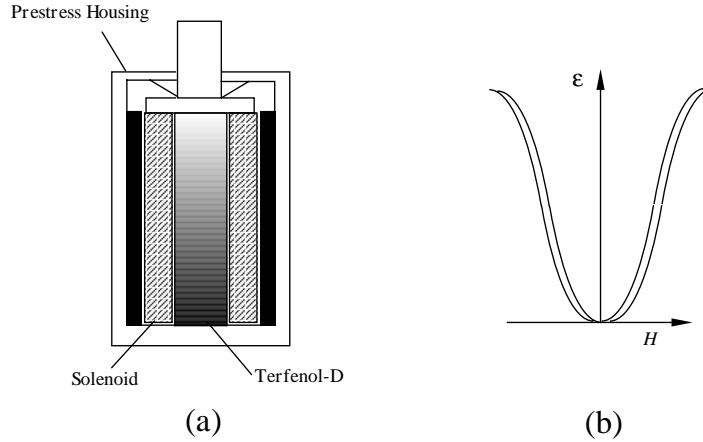 Prestress Housing
Solenoid
Terfenol-D
(a)
ε
H
(b)